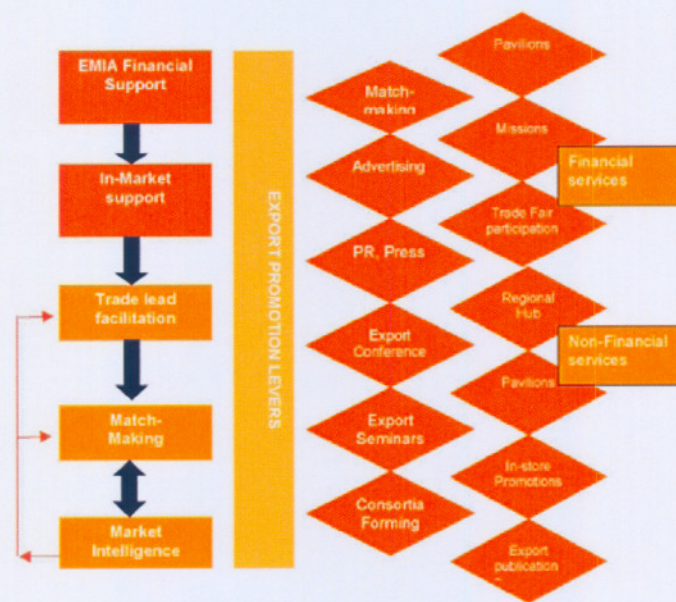 EMIA Financial
Support
In-Market
support
Trade lead
facilitation
Match-
Making
Market
Intelligence
EXPORT PROMOTION LEVERS
Match-
making
Advertising
PR, Press
Export
Conference
Export
Seminars
Consortia
Forming
Pavilions
Missions
Trade Fair
participation
Regional
Hub
Pavilions
In-store
Promotions
Export
publication
Financial
services
Non-Financial
services